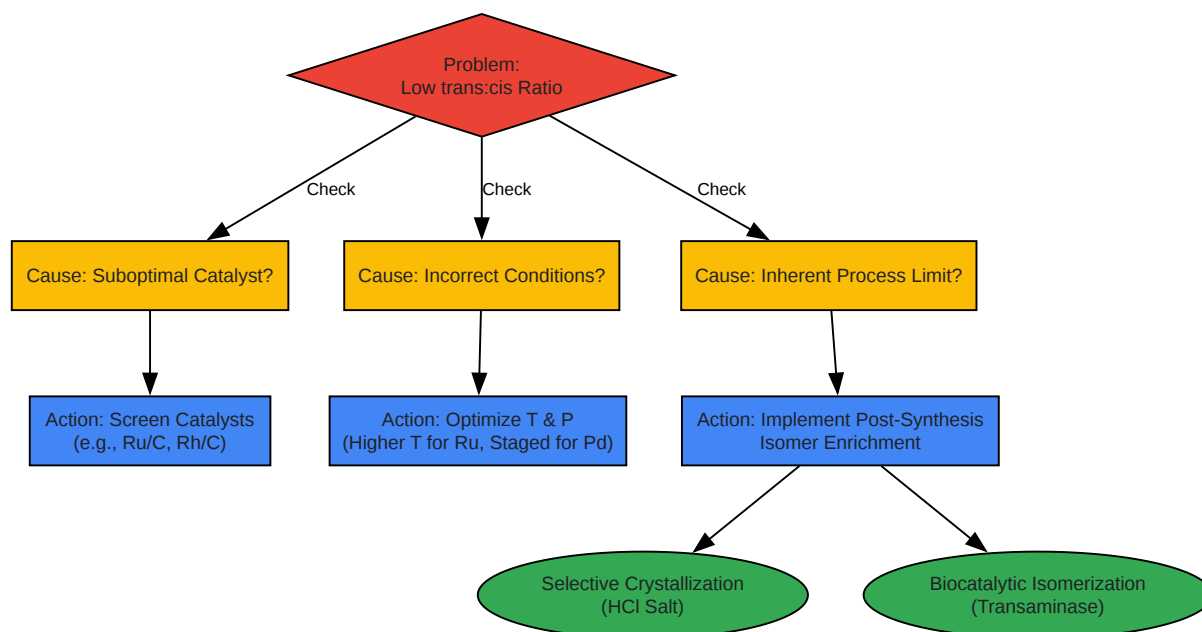 Problem:
Low trans:cis Ratio
Check
Check
Check
Cause: Suboptimal Catalyst?
Cause: Incorrect Conditions?
Cause: Inherent Process Limit?
Action: Screen Catalysts
(e.g., Ru/C, Rh/C)
Action: Optimize T & P
(Higher T for Ru, Staged for Pd)
Action: Implement Post-Synthesis
Isomer Enrichment
Selective Crystallization
(HCl Salt)
Biocatalytic Isomerization
(Transaminase)